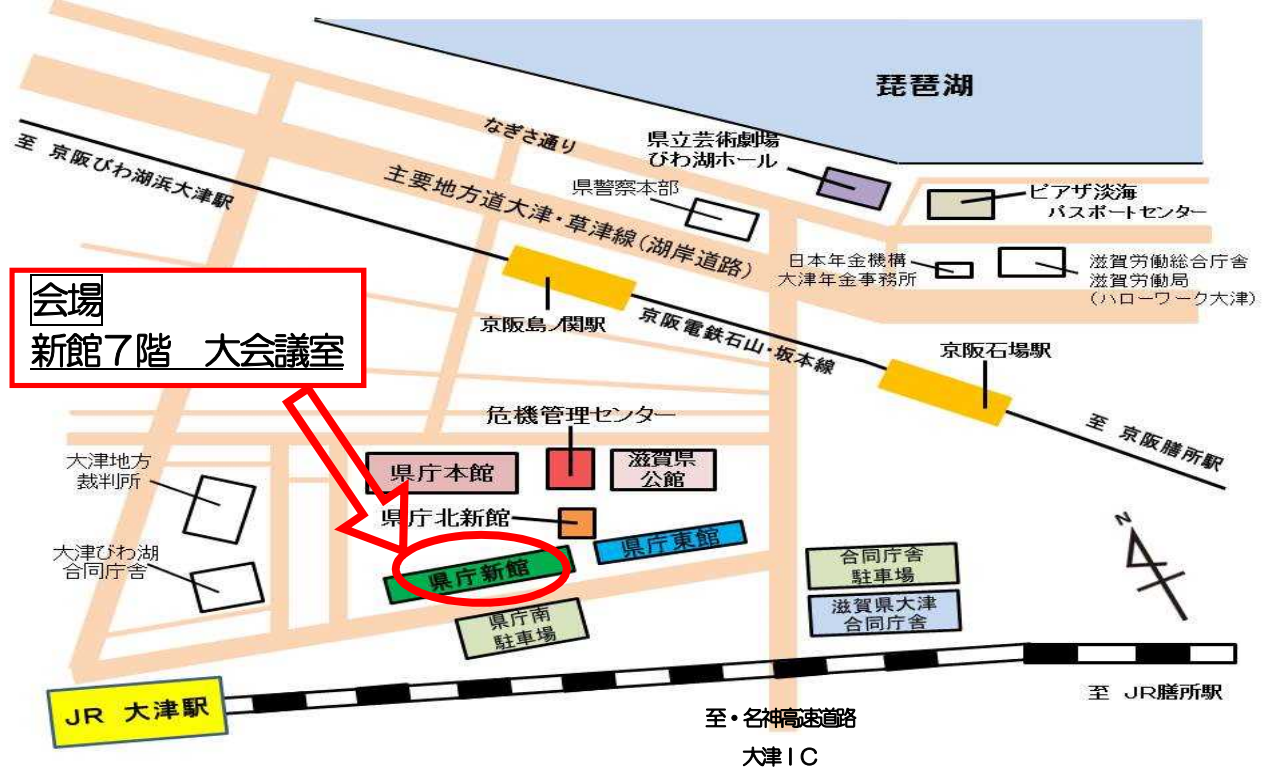 琵琶湖
なぎさ通り
県立芸術劇場
びわ湖ホール
至 京阪びわ湖浜大津駅
主要地方道大津・草津線(湖岸道路)
県警察本部
ピアザ淡海
パスポートセンター
日本年金機構
大津年金事務所
滋賀労働総合庁舎
滋賀労働局
(ハローワーク大津)
会場
新館7階 大会議室
京阪島ノ関駅
京阪電鉄石山・坂本線
京阪石場駅
至 京阪膳所駅
危機管理センター
大津地方
裁判所
県庁本館
滋賀県
公館
県庁北新館
県庁東館
大津びわ湖
合同庁舎
県庁新館
合同庁舎
駐車場
N
県庁南
駐車場
滋賀県大津
合同庁舎
JR 大津駅
至 JR膳所駅
至・名神高速道路
大津IC